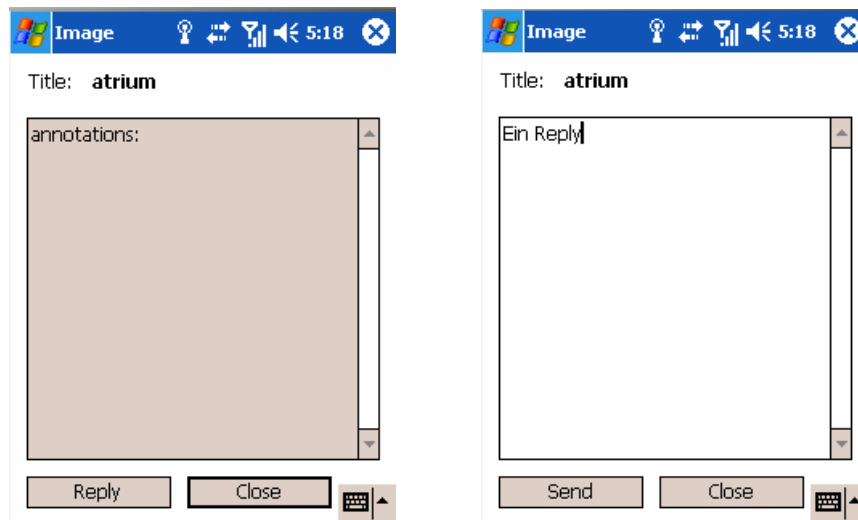 Image 5:18
Title: atrium
annotations:
Reply Close
Image 5:18
Title: atrium
Ein Reply
Send Close